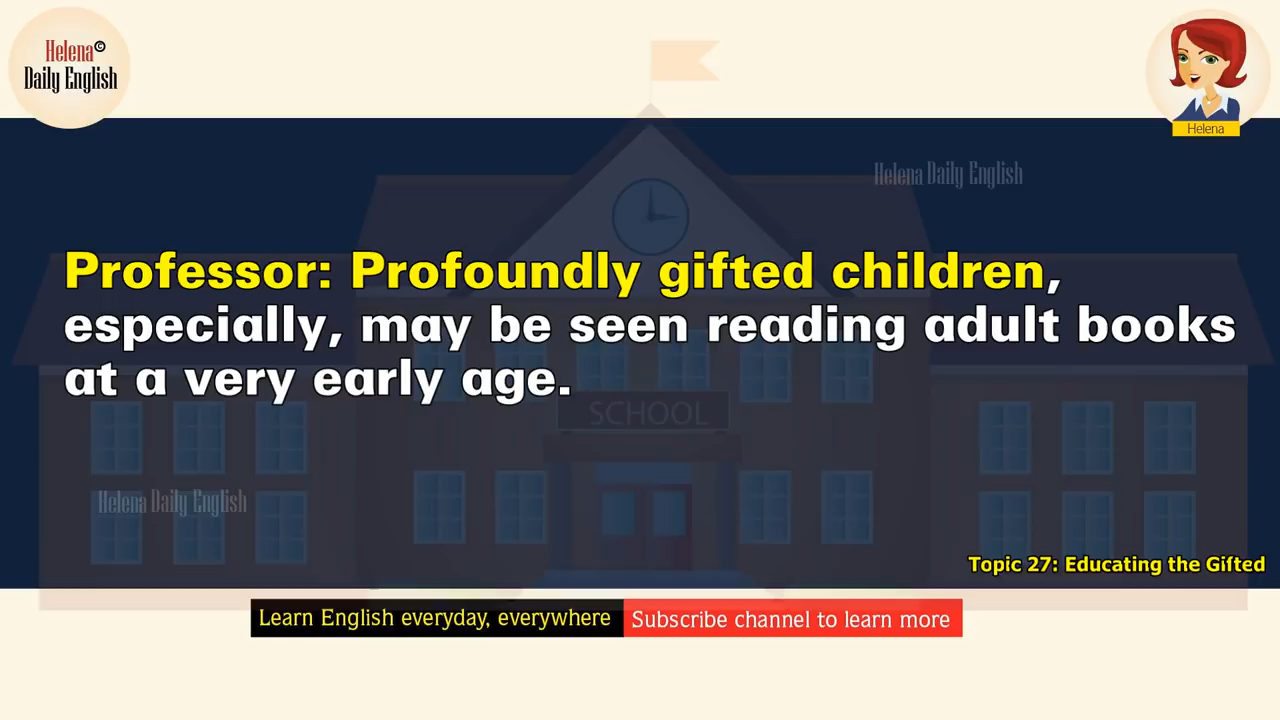 Helena©
Daily English
Helena
Helena Daily English
Professor: Profoundly gifted children,
especially, may be seen reading adult books
at a very early age.
SCHOOL
Helena Daily English
Topic 27: Educating the Gifted
Learn English everyday, everywhere
Subscribe channel to learn more